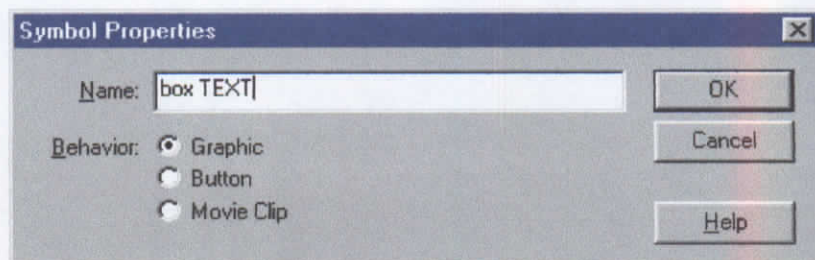 Symbol Properties
Name: box TEXT OK
Behavior: Graphic Cancel
Button
Movie Clip
Help